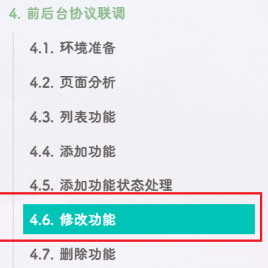 4. 前后台协议联调
4.1. 环境准备
4.2. 页面分析
4.3. 列表功能
4.4. 添加功能
4.5. 添加功能状态处理
4.6. 修改功能
4.7. 删除功能